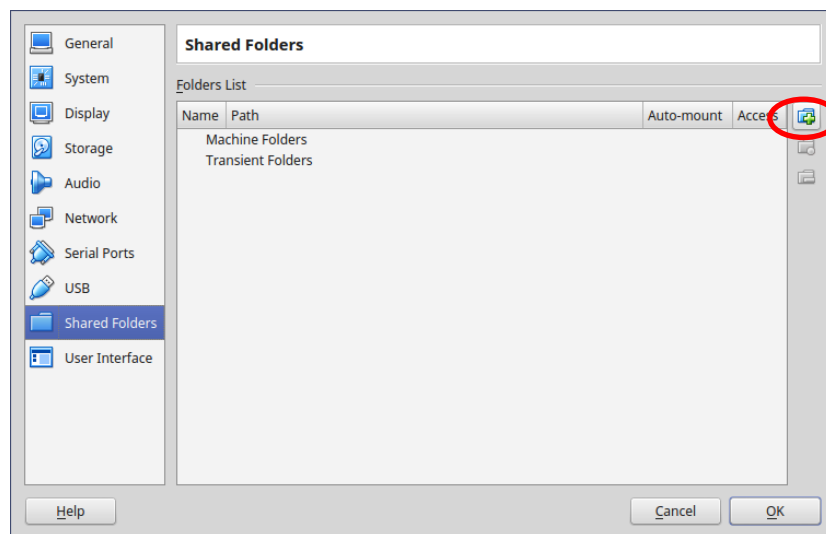 General
System
Display
Storage
Audio
Network
Serial Ports
USB
Shared Folders
User Interface
Shared Folders
Folders List
Name Path Auto-mount Access
Machine Folders
Transient Folders
Help Cancel OK